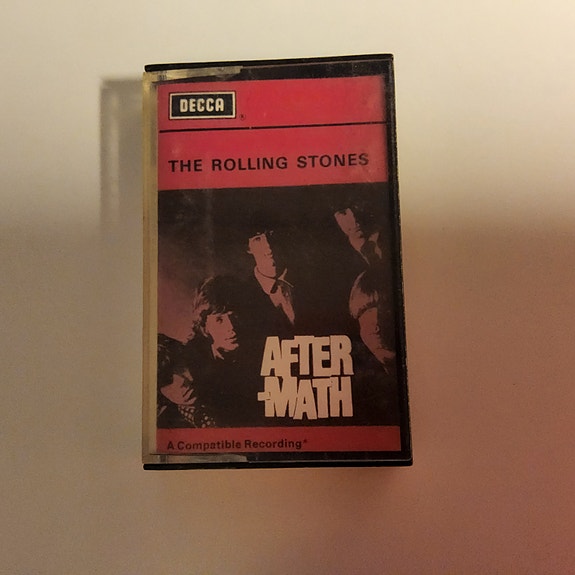 DECCA
®
THE ROLLING STONES
AFTER
-MATH
A Compatible Recording*